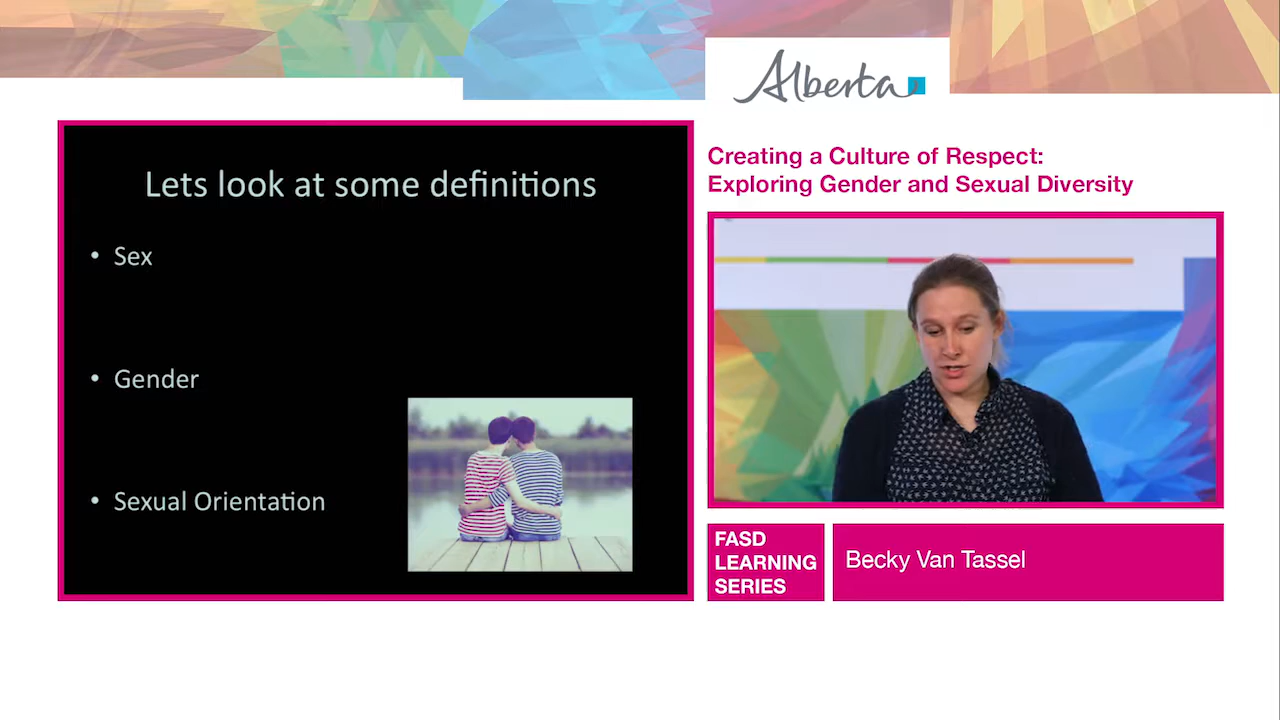 Alberta
Lets look at some definitions
• Sex
• Gender
• Sexual Orientation
Creating a Culture of Respect:
Exploring Gender and Sexual Diversity
FASD
LEARNING
SERIES
Becky Van Tassel